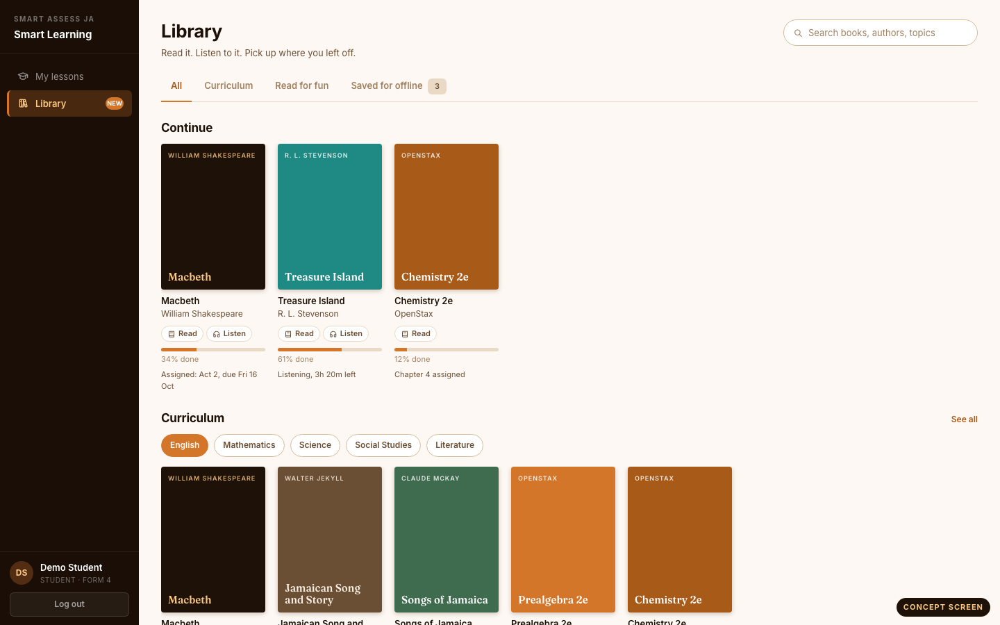 SMART ASSESS JA
Smart Learning
My lessons
Library NEW
Demo Student
DS
STUDENT · FORM 4
Log out
Library
Read it. Listen to it. Pick up where you left off.
Search books, authors, topics
All Curriculum Read for fun Saved for offline 3
Continue
WILLIAM SHAKESPEARE
Macbeth
Macbeth
William Shakespeare
Read Listen
34% done
Assigned: Act 2, due Fri 16
Oct
R. L. STEVENSON
Treasure Island
Treasure Island
R. L. Stevenson
Read Listen
61% done
Listening, 3h 20m left
OPENSTAX
Chemistry 2e
Chemistry 2e
OpenStax
Read
12% done
Chapter 4 assigned
Curriculum
See all
English Mathematics Science Social Studies Literature
WILLIAM SHAKESPEARE
Macbeth
Macbeth
WALTER JEKYLL
Jamaican Song
and Story
Jamaican Song and
CLAUDE MCKAY
Songs of Jamaica
Songs of Jamaica
OPENSTAX
Prealgebra 2e
Prealgebra 2e
OPENSTAX
Chemistry 2e
Chemistry 2e
CONCEPT SCREEN